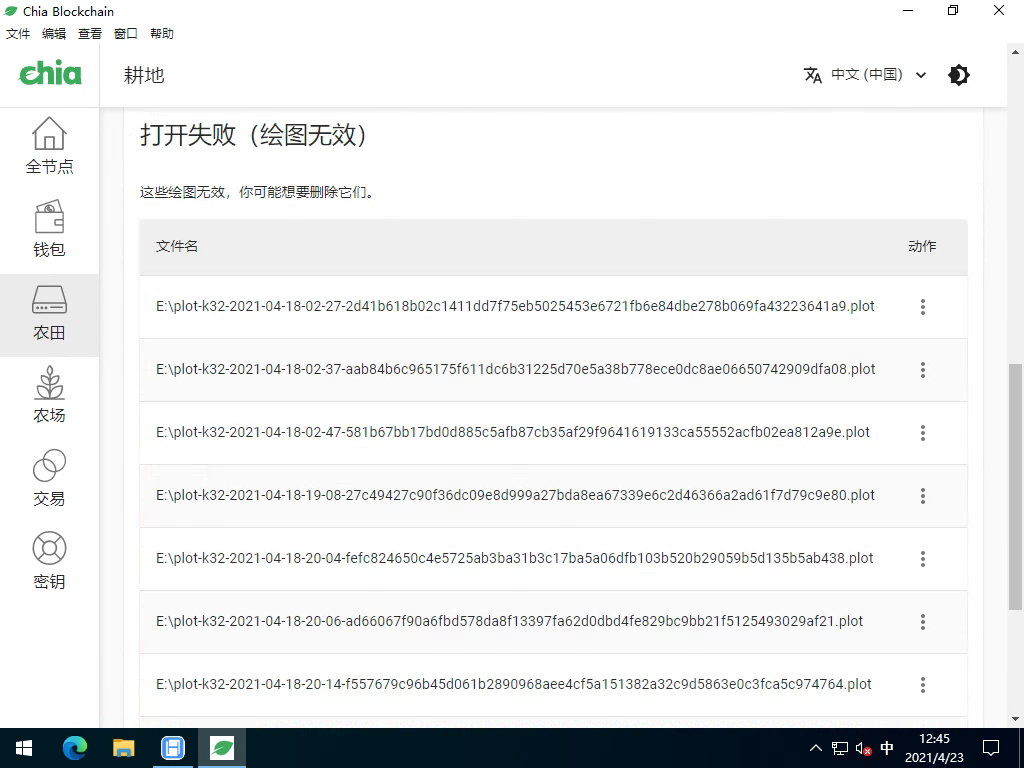 Chia Blockchain
文件 编辑 查看 窗口 帮助
chia
耕地
中文 (中国)
全节点
钱包
农田
农场
交易
密钥
打开失败（绘图无效）
这些绘图无效，你可能想要删除它们。
文件名 动作
E:\plot-k32-2021-04-18-02-27-2d41b618b02c1411dd7f75eb5025453e6721fb6e84dbe278b069fa43223641a9.plot
E:\plot-k32-2021-04-18-02-37-aab84b6c965175f611dc6b31225d70e5a38b778ece0dc8ae06650742909dfa08.plot
E:\plot-k32-2021-04-18-02-47-581b67bb17bd0d885c5afb87cb35af29f9641619133ca55552acfb02ea812a9e.plot
E:\plot-k32-2021-04-18-19-08-27c49427c90f36dc09e8d999a27bda8ea67339e6c2d46366a2ad61f7d79c9e80.plot
E:\plot-k32-2021-04-18-20-04-fefc824650c4e5725ab3ba31b3c17ba5a06dfb103b520b29059b5d135b5ab438.plot
E:\plot-k32-2021-04-18-20-06-ad66067f90a6fbd578da8f13397fa62d0dbd4fe829bc9bb21f5125493029af21.plot
E:\plot-k32-2021-04-18-20-14-f557679c96b45d061b2890968aee4cf5a151382a32c9d5863e0c3fca5c974764.plot
中
12:45
2021/4/23